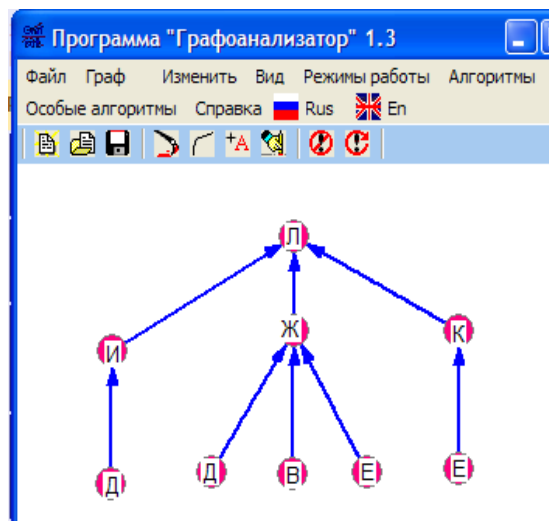 Программа "Графоанализатор" 1.3
Файл Граф Изменить Вид Режимы работы Алгоритмы
Особые алгоритмы Справка Rus En
+A
Л
И Ж К
Д Д В Е Е